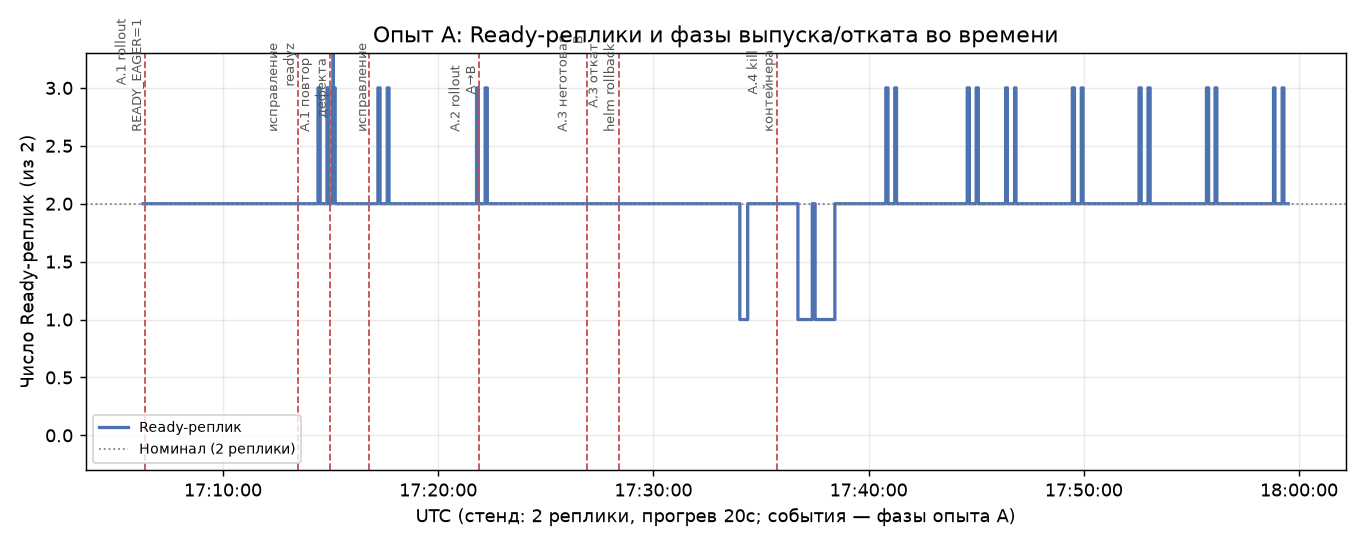 Опыт А: Ready-реплики и фазы выпуска/отката во времени
A.1 rollout
READY_EAGER=1
исправление
readyz
A.1 повтор
дефекта
исправление
A.2 rollout
A→B
A.3 неготовая
B
A.3 откат
helm rollback
A.4 kill
контейнера
Число Ready-реплик (из 2)
3.0
2.5
2.0
1.5
1.0
0.5
0.0
Ready-реплик
Номинал (2 реплики)
17:10:00
17:20:00
17:30:00
17:40:00
17:50:00
18:00:00
UTC (стенд: 2 реплики, прогрев 20с; события — фазы опыта А)